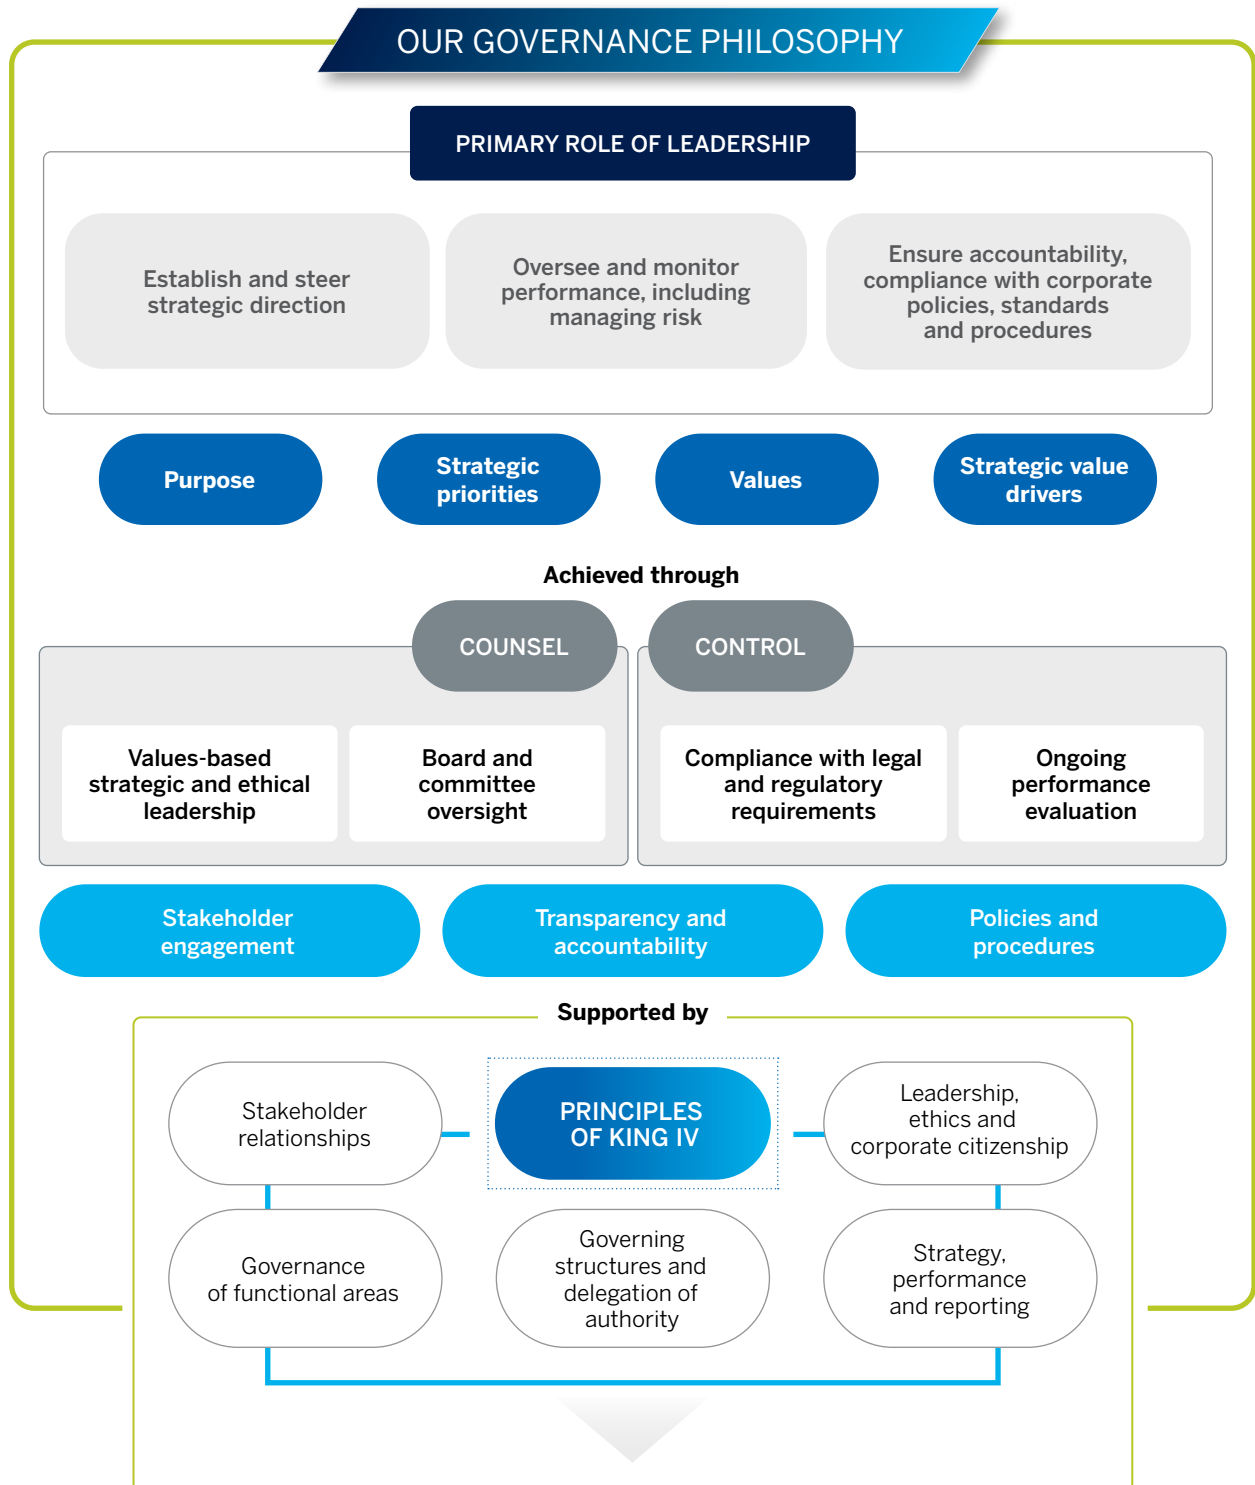 OUR GOVERNANCE PHILOSOPHY
PRIMARY ROLE OF LEADERSHIP
Establish and steer
strategic direction
Oversee and monitor
performance, including
managing risk
Ensure accountability,
compliance with corporate
policies, standards
and procedures
Purpose
Strategic
priorities
Values
Strategic value
drivers
Achieved through
COUNSEL
CONTROL
Values-based
strategic and ethical
leadership
Board and
committee
oversight
Compliance with legal
and regulatory
requirements
Ongoing
performance
evaluation
Stakeholder
engagement
Transparency and
accountability
Policies and
procedures
Supported by
Stakeholder
relationships
PRINCIPLES
OF KING IV
Leadership,
ethics and
corporate citizenship
Governance
of functional areas
Governing
structures and
delegation of
authority
Strategy,
performance
and reporting